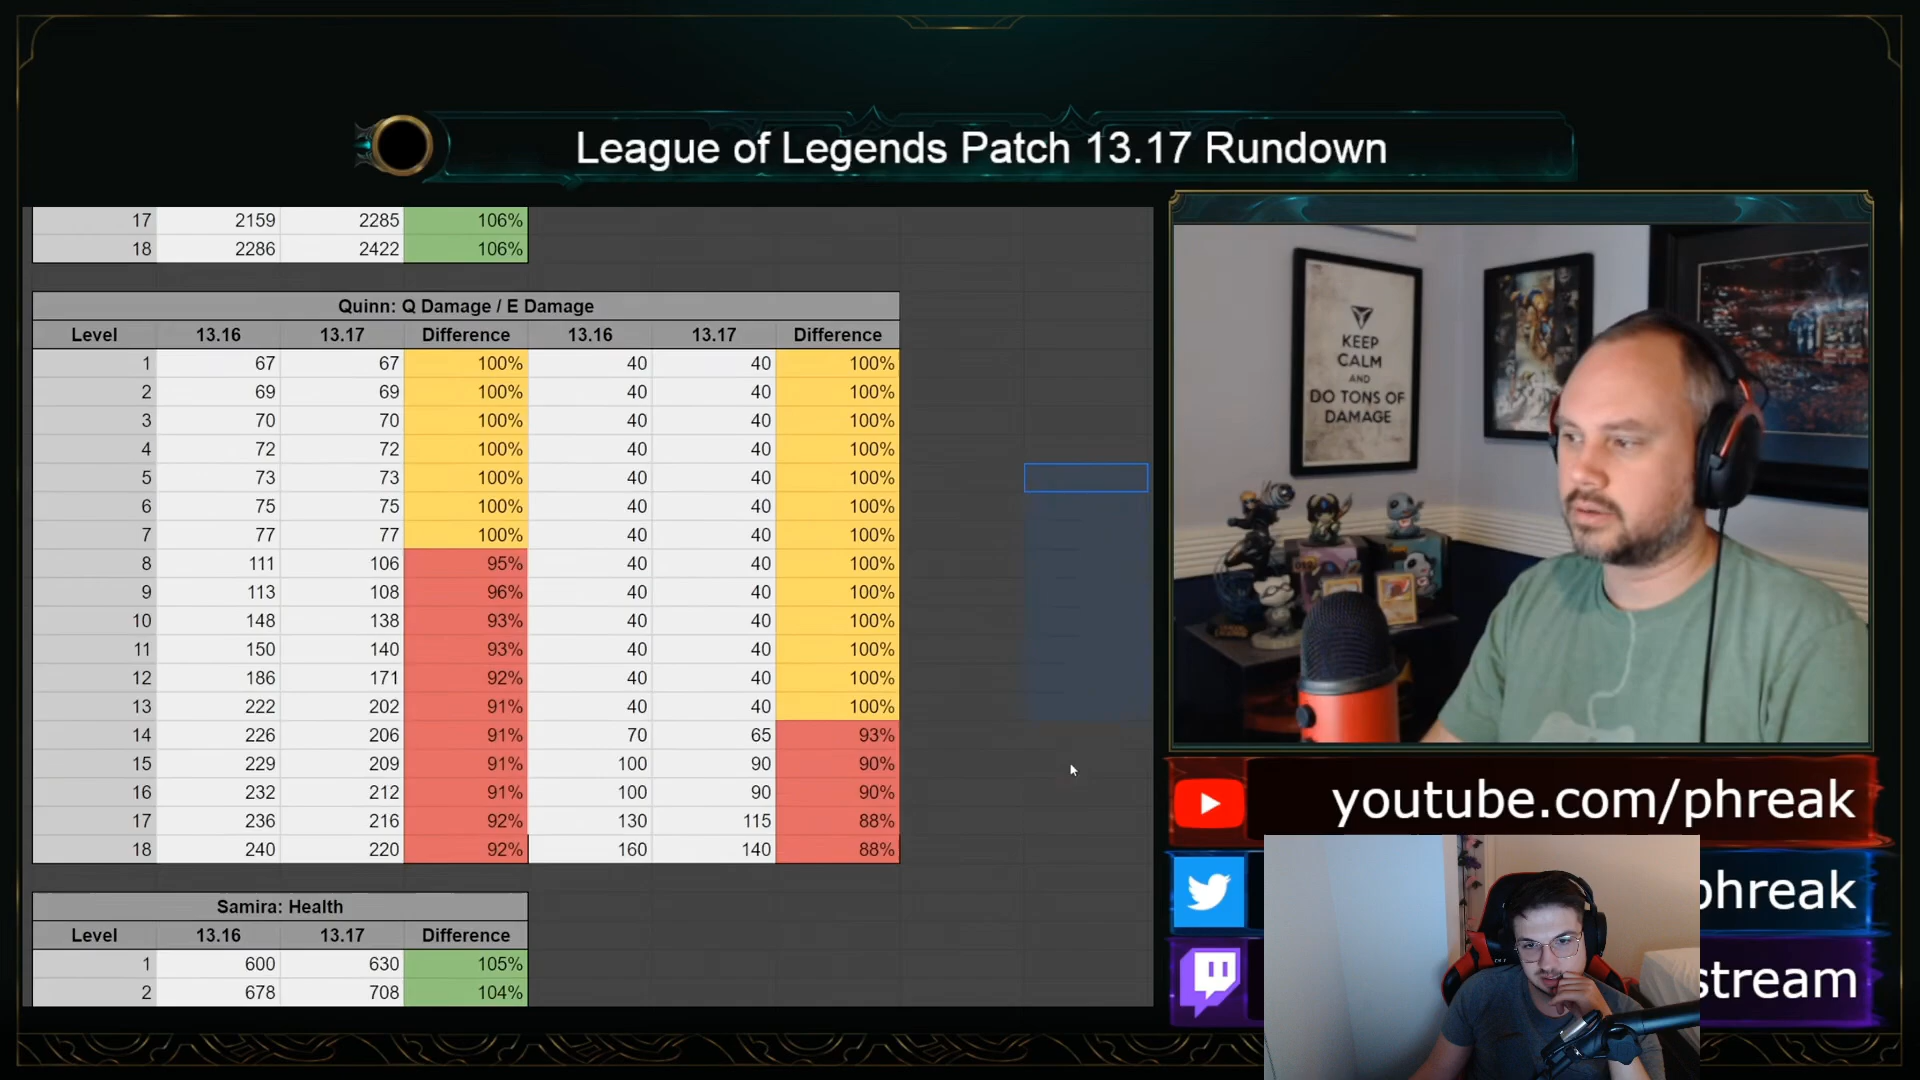 League of Legends Patch 13.17 Rundown
17 2159 2285 106%
18 2286 2422 106%
Quinn: Q Damage / E Damage
Level 13.16 13.17 Difference 13.16 13.17 Difference
1 67 67 100% 40 40 100%
2 69 69 100% 40 40 100%
3 70 70 100% 40 40 100%
4 72 72 100% 40 40 100%
5 73 73 100% 40 40 100%
6 75 75 100% 40 40 100%
7 77 77 100% 40 40 100%
8 111 106 95% 40 40 100%
9 113 108 96% 40 40 100%
10 148 138 93% 40 40 100%
11 150 140 93% 40 40 100%
12 186 171 92% 40 40 100%
13 222 202 91% 40 40 100%
14 226 206 91% 70 65 93%
15 229 209 91% 100 90 90%
16 232 212 91% 100 90 90%
17 236 216 92% 130 115 88%
18 240 220 92% 160 140 88%
Samira: Health
Level 13.16 13.17 Difference
1 600 630 105%
2 678 708 104%
KEEP
CALM
AND
DO TONS OF
DAMAGE
youtube.com/phreak
phreak
stream